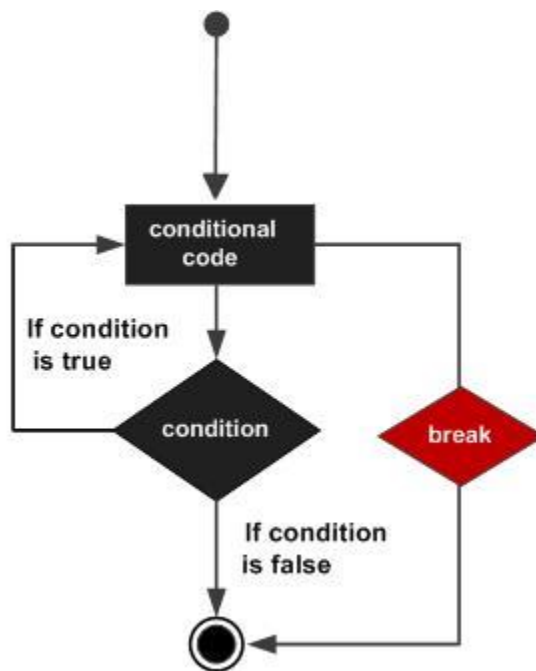 conditional
code
If condition
is true
condition
break
If condition
is false